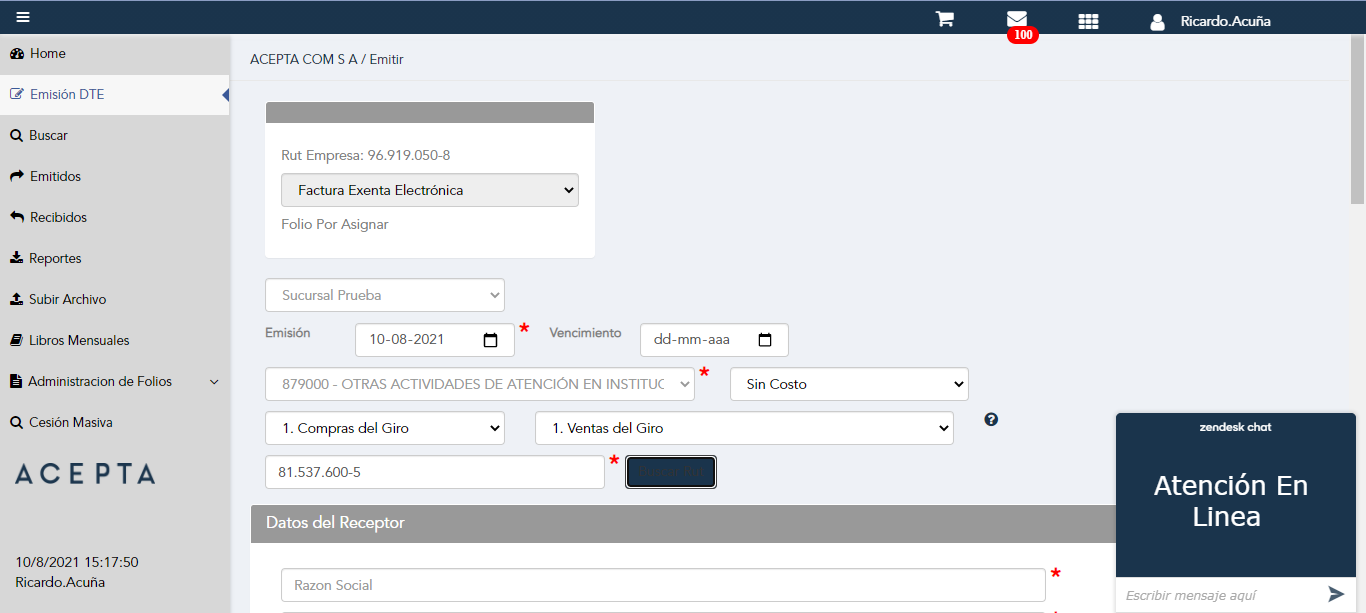 Ricardo.Acuña
100
Home
Emisión DTE
Buscar
Emitidos
Recibidos
Reportes
Subir Archivo
Libros Mensuales
Administracion de Folios
Cesión Masiva
ACEPTA
10/8/2021 15:17:50
Ricardo.Acuña
ACEPTA COM S A / Emitir
Rut Empresa: 96.919.050-8
Factura Exenta Electrónica
Folio Por Asignar
Sucursal Prueba
Emisión 10-08-2021 * Vencimiento dd-mm-aaa
879000 - OTRAS ACTIVIDADES DE ATENCIÓN EN INSTITUC * Sin Costo
1. Compras del Giro 1. Ventas del Giro ?
81.537.600-5 *
Datos del Receptor
Razon Social *
zendesk chat
Atención En
Linea
Escribir mensaje aquí